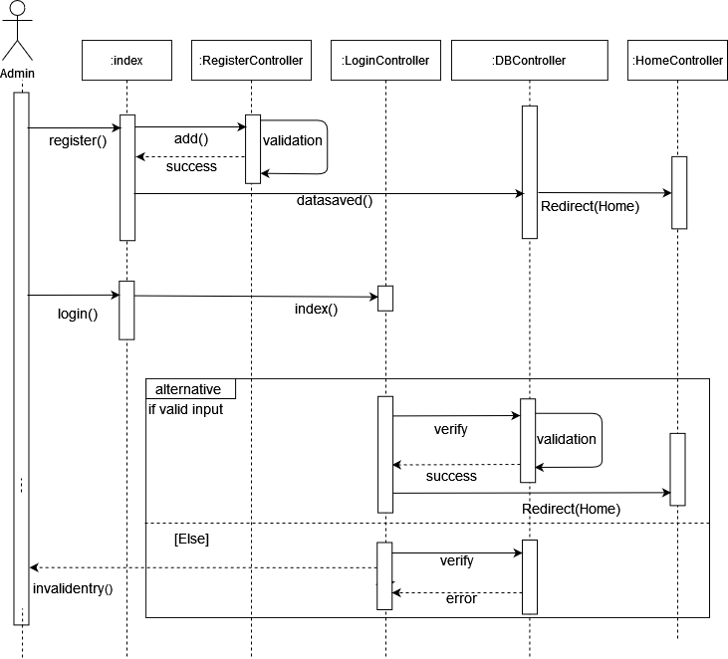 Admin
:index
:RegisterController
:LoginController
:DBController
:HomeController
register()
add()
validation
success
datasaved()
Redirect(Home)
login()
index()
alternative
if valid input
verify
validation
success
Redirect(Home)
[Else]
verify
invalidentry()
error